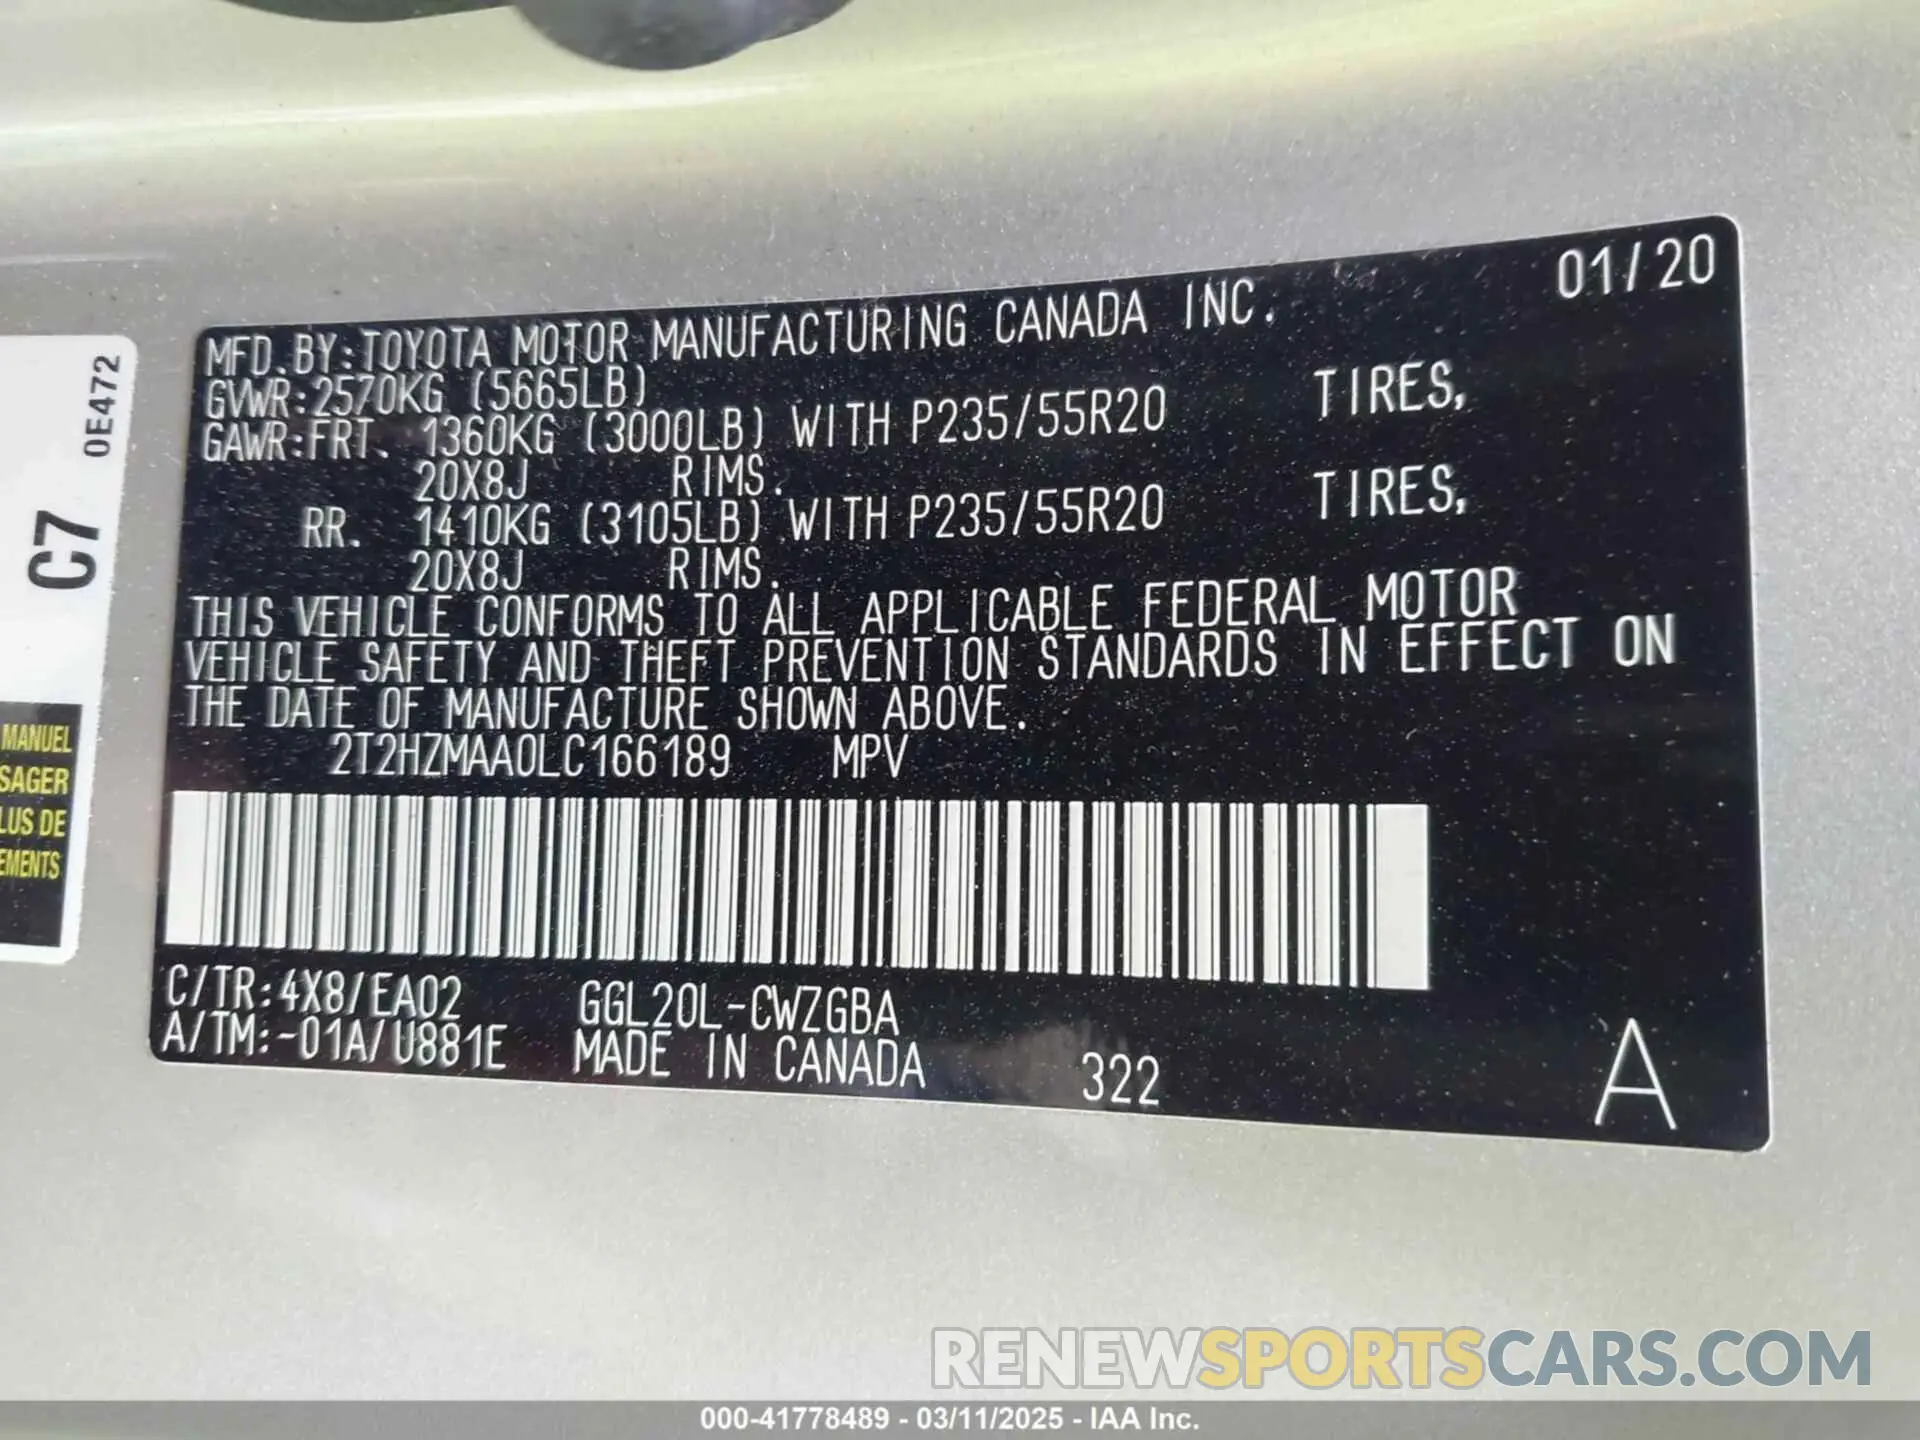 01/20
MFD.BY:TOYOTA MOTOR MANUFACTURING CANADA INC.
GVWR:2570KG (5665LB)
GAWR:FRT. 1360KG (3000LB) WITH P235/55R20 TIRES,
20X8J RIMS.
RR. 1410KG (3105LB) WITH P235/55R20 TIRES,
20X8J RIMS.
THIS VEHICLE CONFORMS TO ALL APPLICABLE FEDERAL MOTOR
VEHICLE SAFETY AND THEFT PREVENTION STANDARDS IN EFFECT ON
THE DATE OF MANUFACTURE SHOWN ABOVE.
2T2HZMAA0LC166189 MPV
C/TR:4X8/EA02 GGL20L-CWZGBA
A/TM:-01A/U881E MADE IN CANADA 322 A
0E472
C7
MANUEL
SAGER
LUS DE
EMENTS
RENEWSPORTSCARS.COM
000-41778489 - 03/11/2025 - IAA Inc.